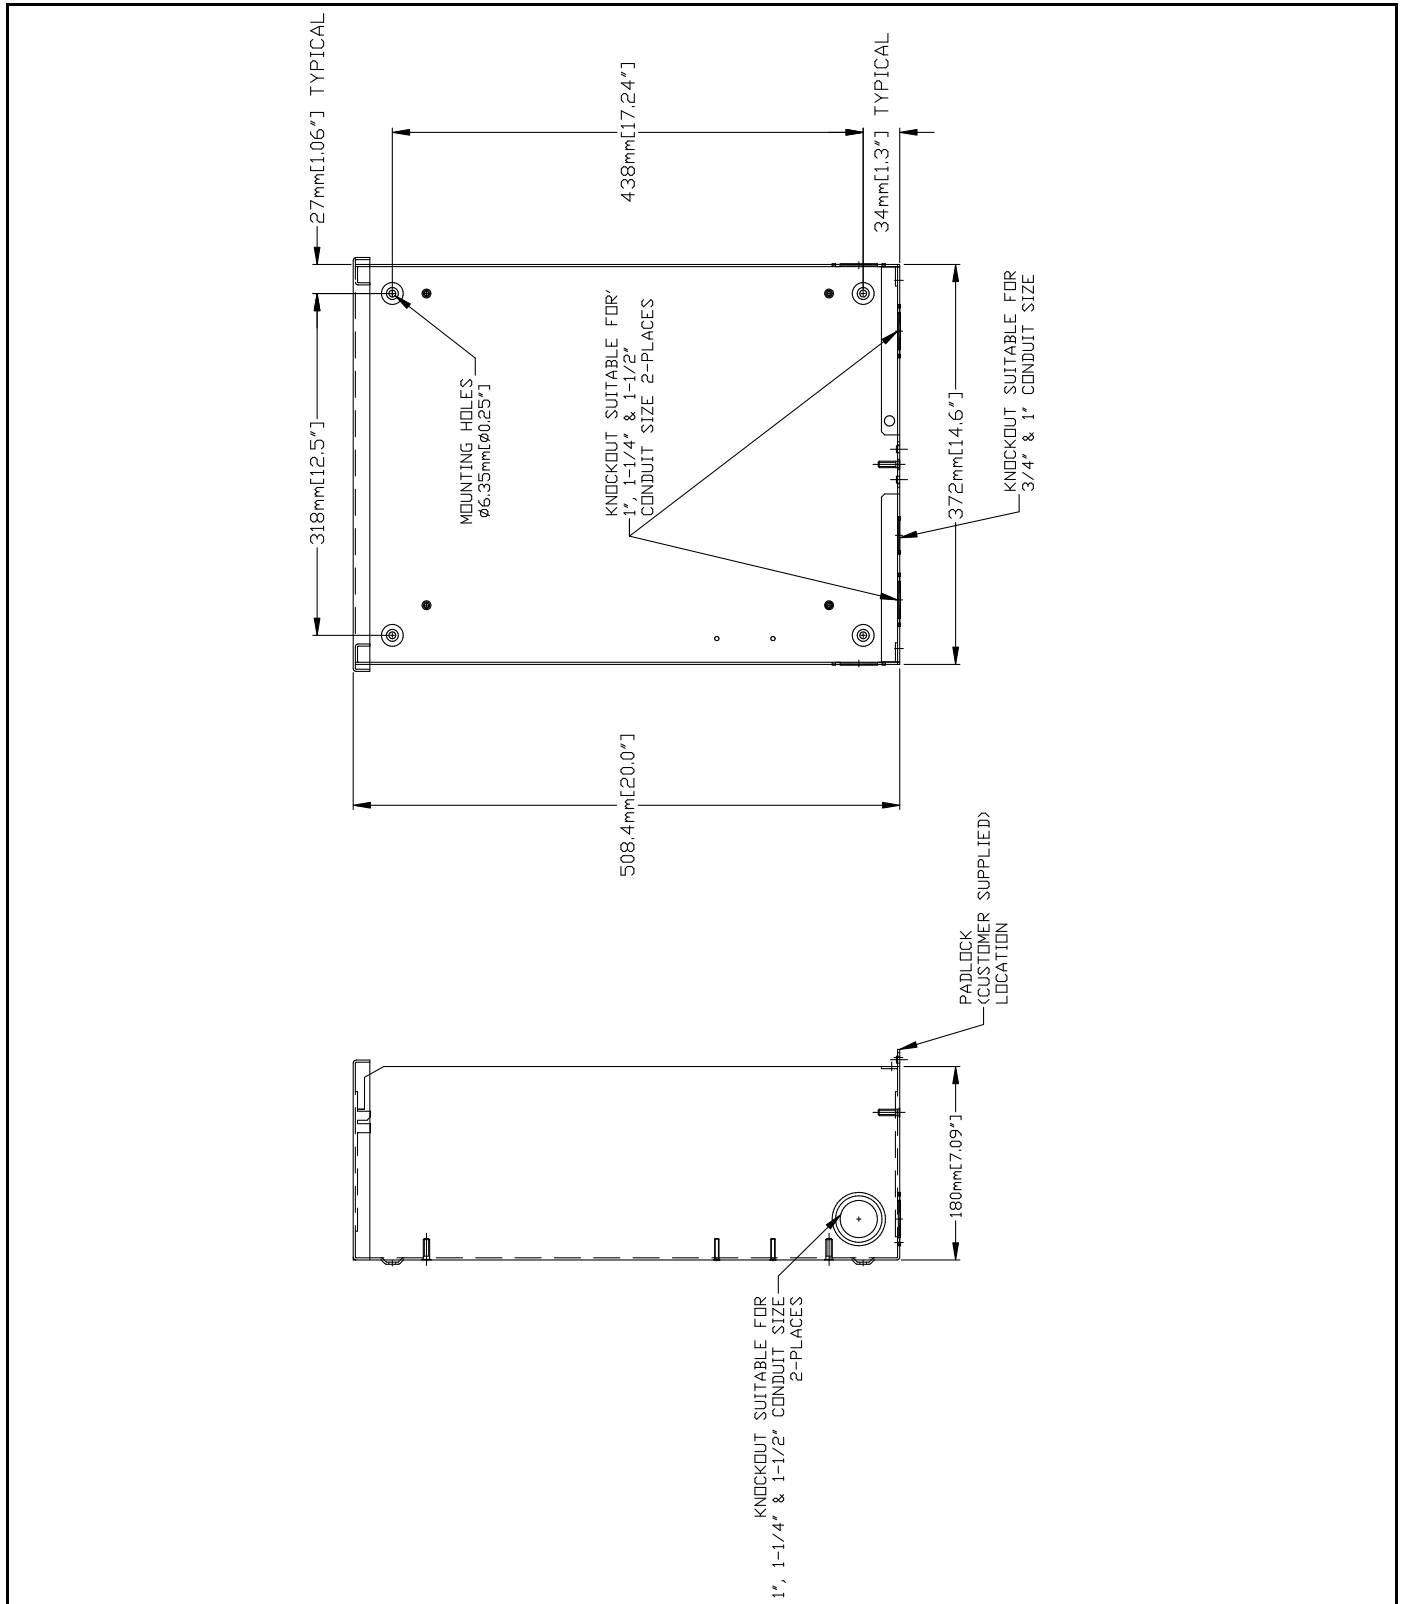 27mm[1.06"] TYPICAL
318mm[12.5"]
438mm[17.24"]
34mm[1.3"] TYPICAL
MOUNTING HOLES
ø6.35mm[ø0.25"]
KNOCKOUT SUITABLE FOR'
1", 1-1/4" & 1-1/2"
CONDUIT SIZE 2-PLACES
372mm[14.6"]
KNOCKOUT SUITABLE FOR
3/4" & 1" CONDUIT SIZE
508.4mm[20.0"]
PADLOCK
(CUSTOMER SUPPLIED)
LOCATION
180mm[7.09"]
KNOCKOUT SUITABLE FOR
1", 1-1/4" & 1-1/2" CONDUIT SIZE
2-PLACES